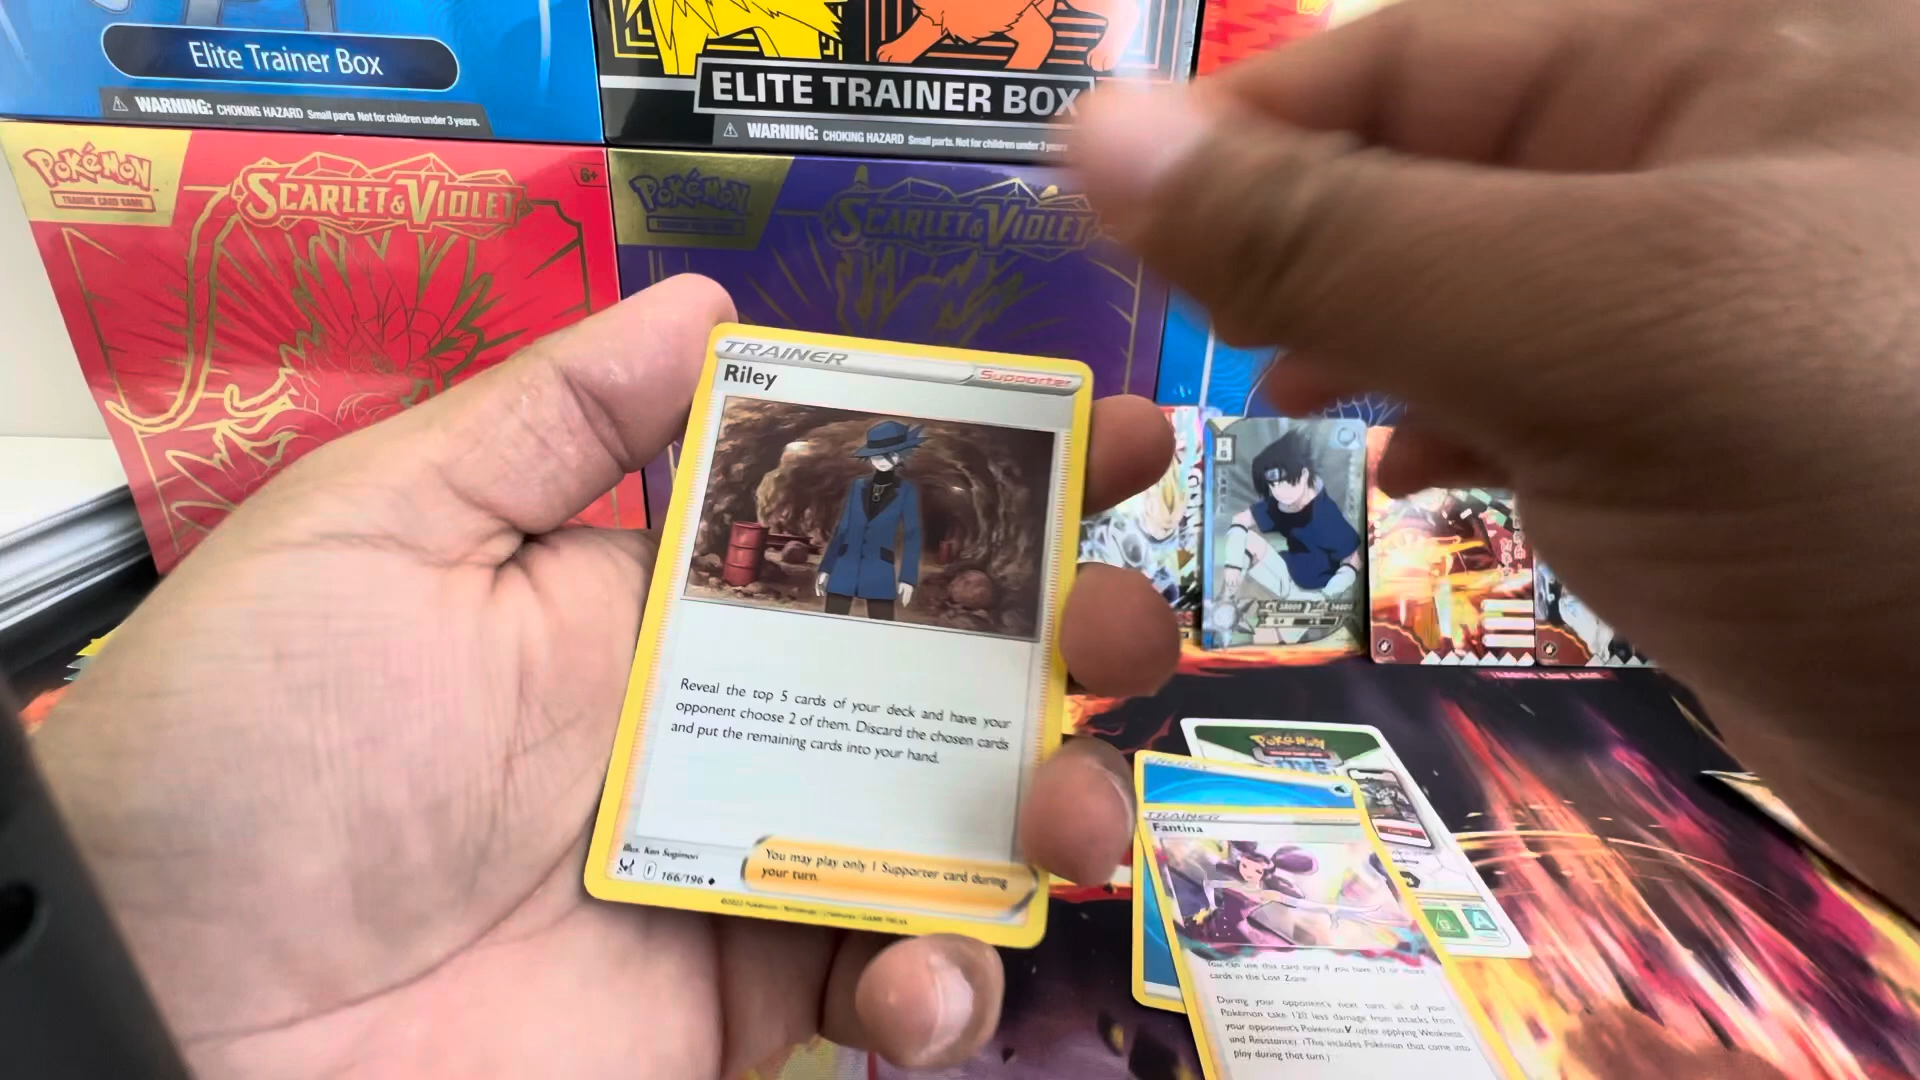 Elite Trainer Box
WARNING: CHOKING HAZARD Small parts Not for children under 3 years.
ELITE TRAINER BOX
WARNING: CHOKING HAZARD Small parts. Not for children under 3 years
POKéMON
TRADING CARD GAME
SCARLET & VIOLET
6+
POKéMON
TRADING CARD GAME
SCARLET & VIOLET
TRAINER
Supporter
Riley
Reveal the top 5 cards of your deck and have your
opponent choose 2 of them. Discard the chosen cards
and put the remaining cards into your hand.
Illus. Ken Sugimori
F 166/196
You may play only 1 Supporter card during
your turn.
POKéMON
LIVE
ENERGY
TRAINER
Fantina
You can use this card only if you have 10 or more
cards in the Lost Zone.
During your opponent's next turn, all of your
Pokémon take 120 less damage from attacks from
your opponent's Pokémon V (after applying Weakness
and Resistance). (This includes Pokémon that come into
play during that turn.)